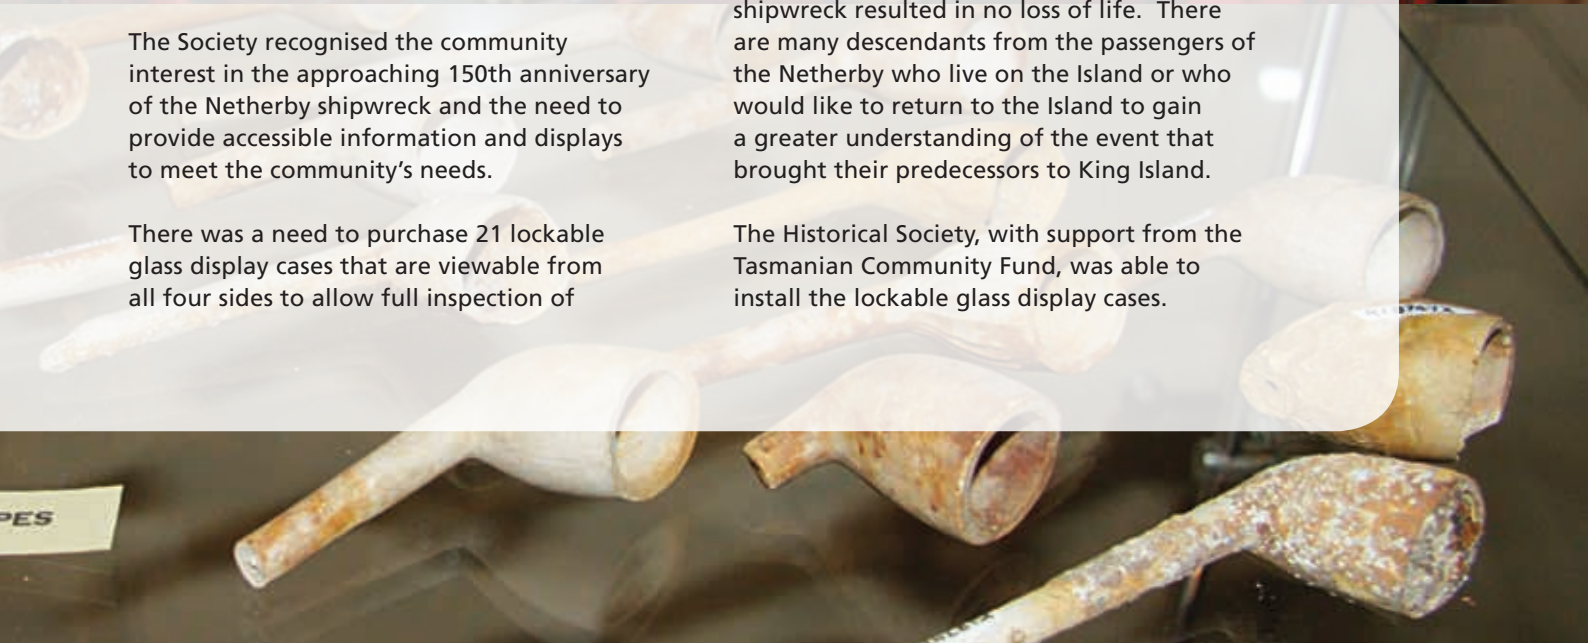 The Society recognised the community
interest in the approaching 150th anniversary
of the Netherby shipwreck and the need to
provide accessible information and displays
to meet the community's needs.
There was a need to purchase 21 lockable
glass display cases that are viewable from
all four sides to allow full inspection of
shipwreck resulted in no loss of life.  There
are many descendants from the passengers of
the Netherby who live on the Island or who
would like to return to the Island to gain
a greater understanding of the event that
brought their predecessors to King Island.
The Historical Society, with support from the
Tasmanian Community Fund, was able to
install the lockable glass display cases.
PES